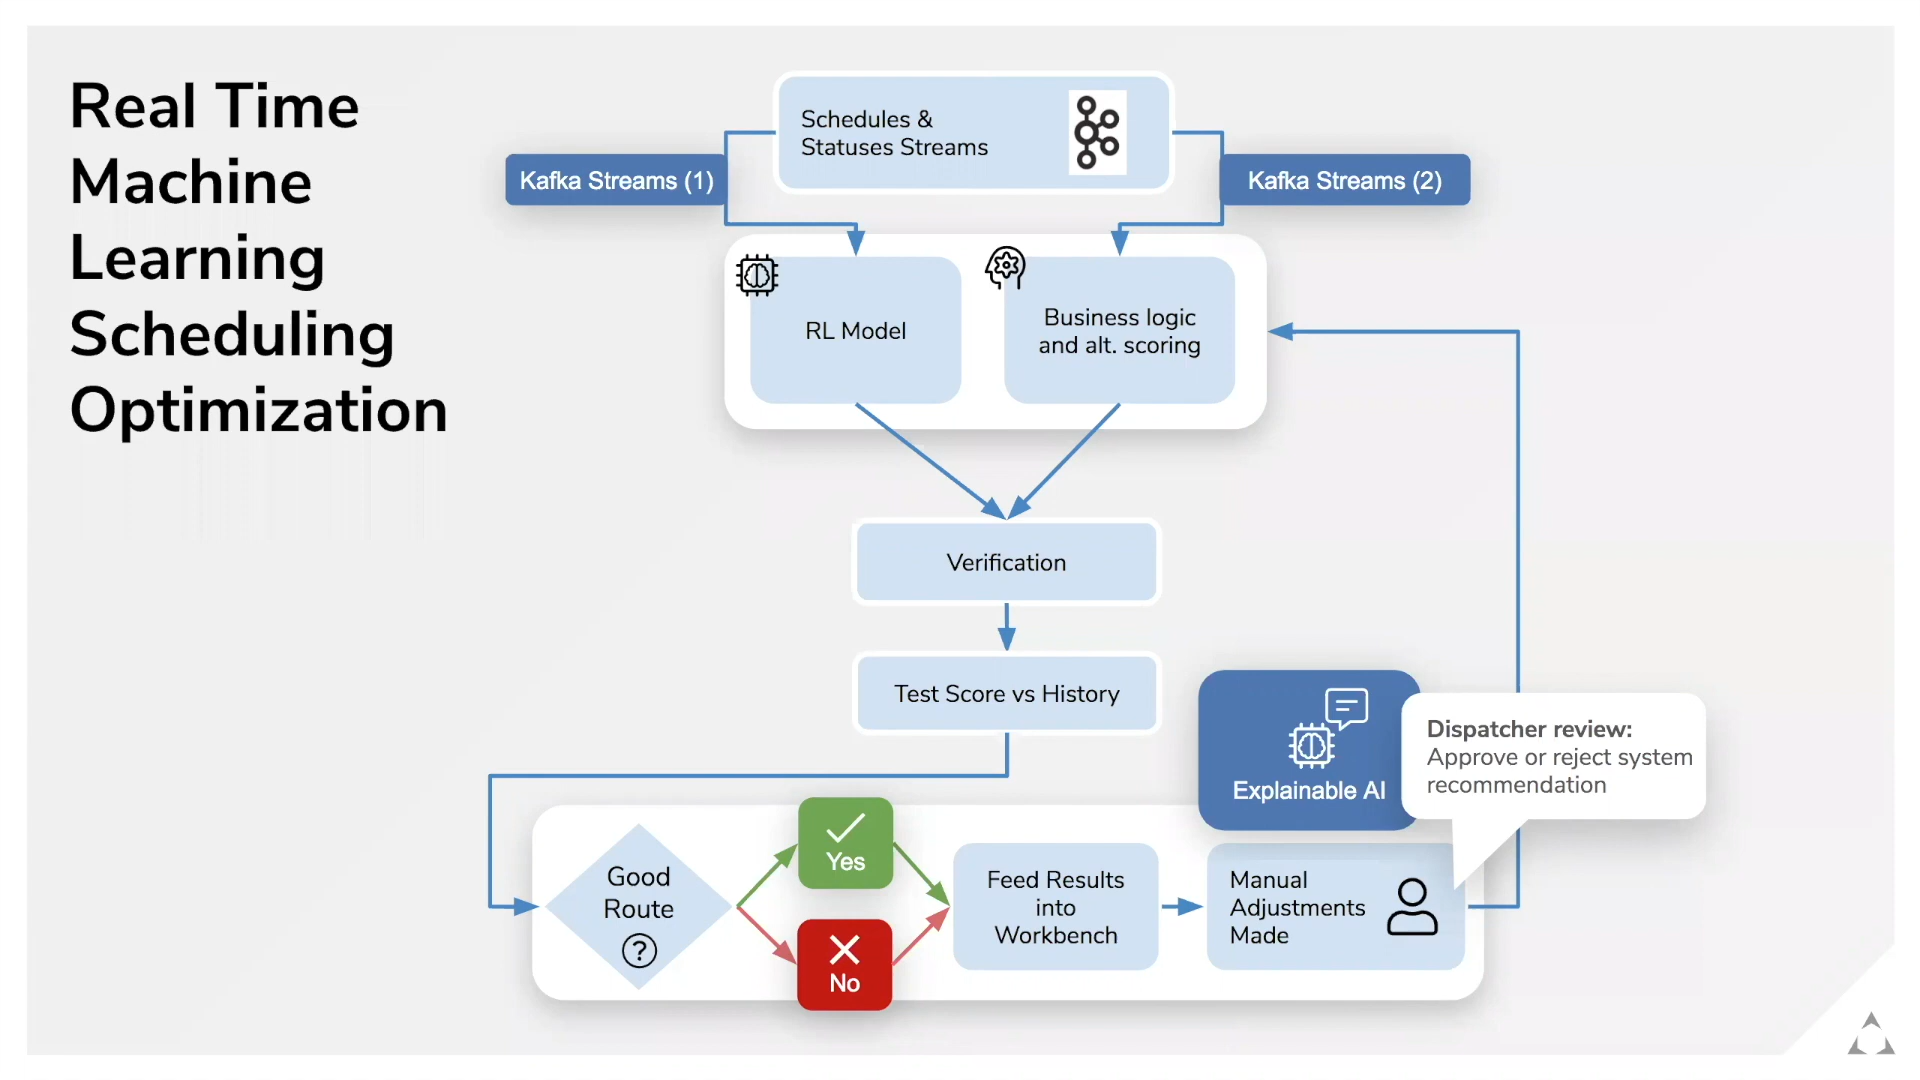 Real Time
Machine
Learning
Scheduling
Optimization
Schedules &
Statuses Streams
Kafka Streams (1)
Kafka Streams (2)
RL Model
Business logic
and alt. scoring
Verification
Test Score vs History
Explainable AI
Dispatcher review:
Approve or reject system
recommendation
Good
Route
?
Yes
No
Feed Results
into
Workbench
Manual
Adjustments
Made